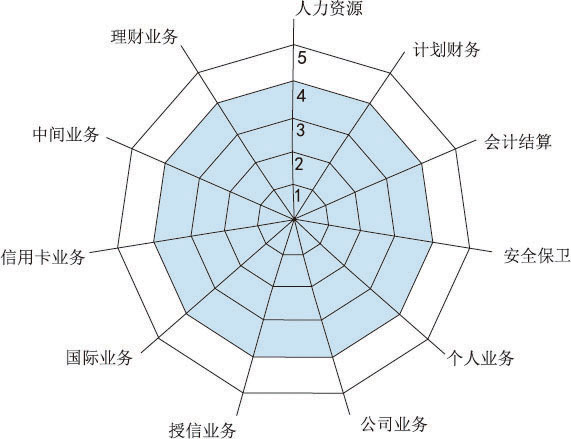 人力资源
理财业务
计划财务
5
4
中间业务
3
会计结算
2
1
信用卡业务
安全保卫
国际业务
个人业务
授信业务
公司业务